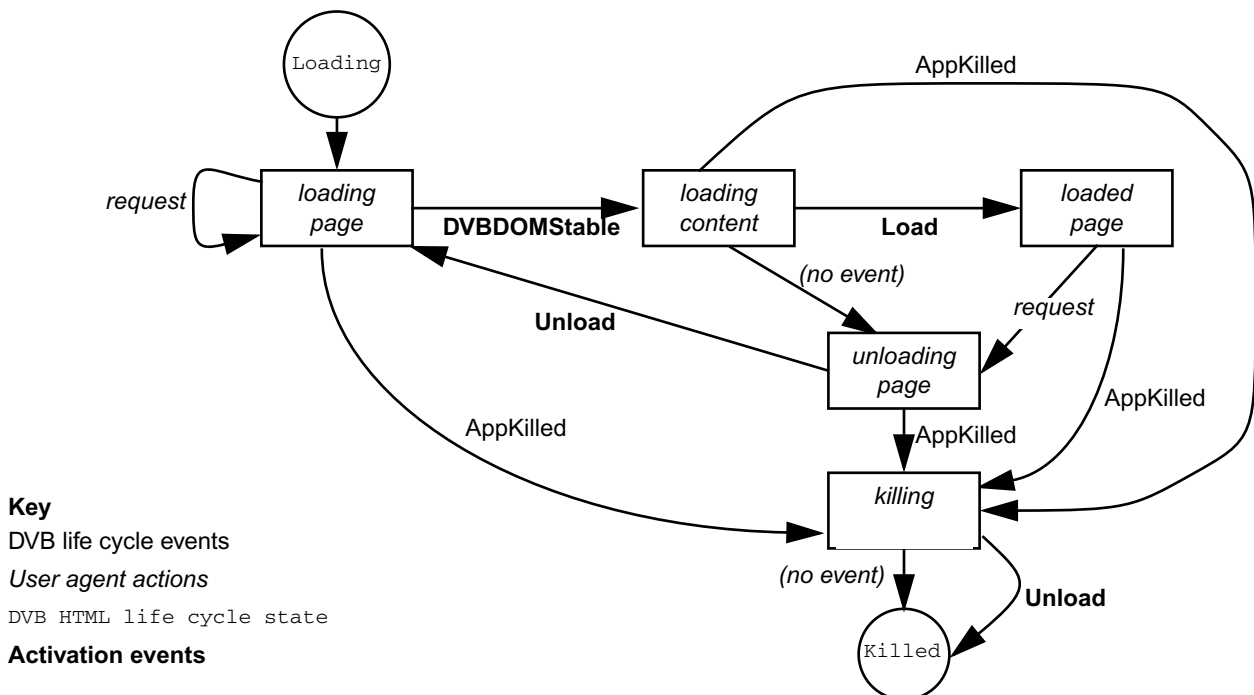 Loading
AppKilled
request
loading
page
DVBDOMStable
loading
content
Load
loaded
page
(no event)
request
Unload
unloading
page
AppKilled
AppKilled
AppKilled
killing
(no event)
Unload
Killed
Key
DVB life cycle events
User agent actions
DVB HTML life cycle state
Activation events